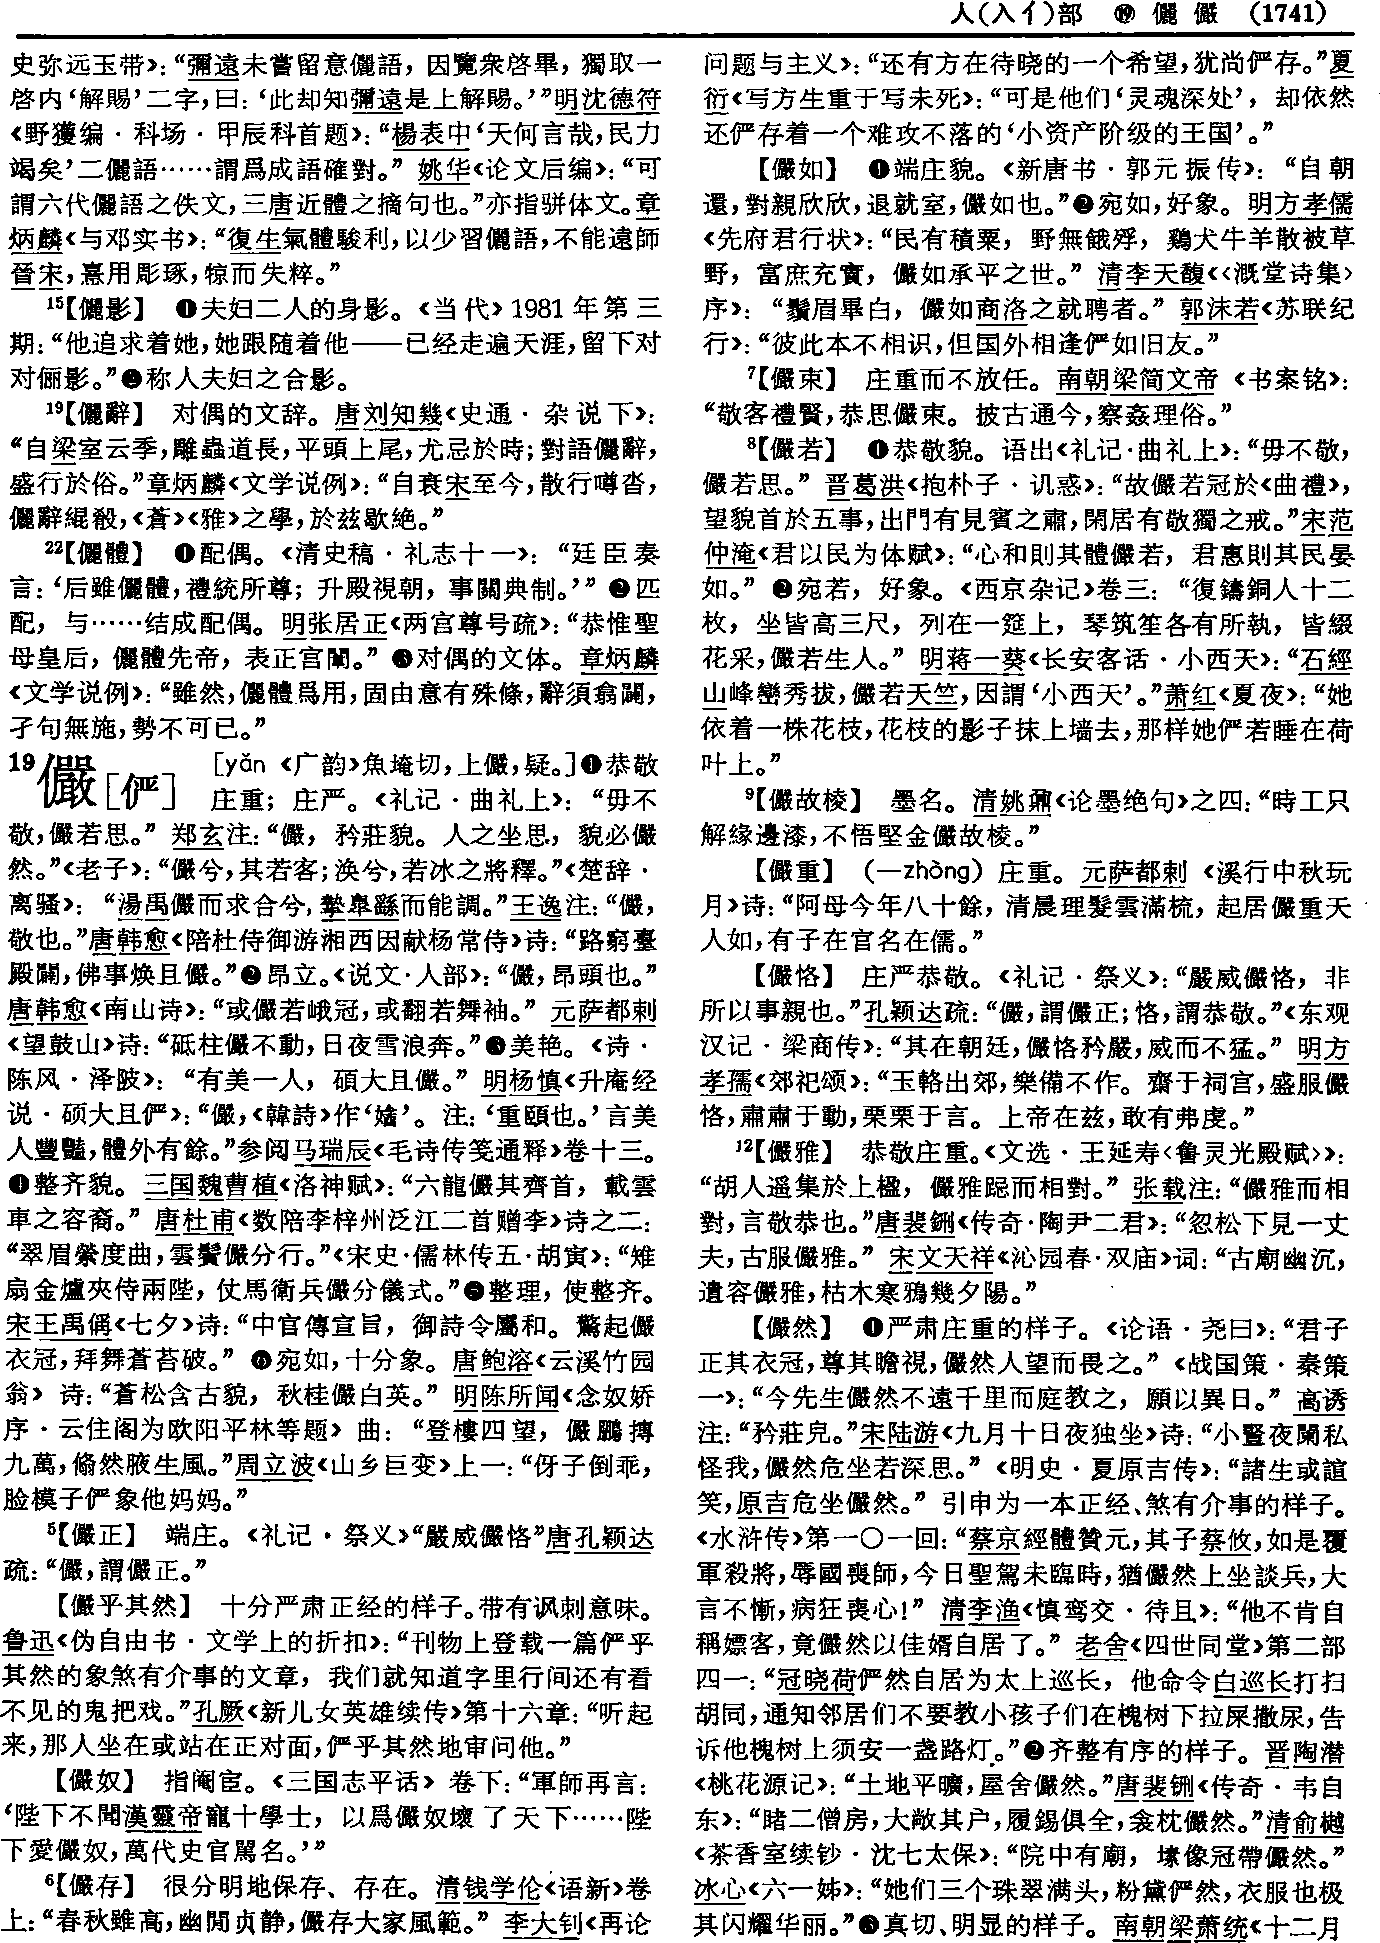 人(入亻)部 ⑲ 儷 儼 (1741)
史弥远玉带》：“彌遠未嘗留意儷語，因覽衆啓畢，獨取一
啓内‘解賜’二字，曰：‘此却知彌遠是上解賜。’”明沈德符
《野獲编·科场·甲辰科首题》：“楊表中‘天何言哉，民力
竭矣’二儷語……謂爲成語確對。”姚华《论文后编》：“可
謂六代儷語之佚文，三唐近體之摘句也。”亦指骈体文。章
炳麟《与邓实书》：“復生氣體駿利，以少習儷語，不能遠師
晉宋，憙用彫琢，惊而失粹。”
¹⁵【儷影】 ❶夫妇二人的身影。《当代》1981年第三
期：“他追求着她，她跟随着他——已经走遍天涯，留下对
对俪影。”❷称人夫妇之合影。
¹⁹【儷辭】 对偶的文辞。唐刘知幾《史通·杂说下》：
“自梁室云季，雕蟲道長，平頭上尾，尤忌於時；對語儷辭，
盛行於俗。”章炳麟《文学说例》：“自衰宋至今，散行噂沓，
儷辭緄殽，《蒼》《雅》之學，於兹歇绝。”
²²【儷體】 ❶配偶。《清史稿·礼志十一》：“廷臣奏
言：‘后雖儷體，禮統所尊；升殿視朝，事關典制。’”❷匹
配，与……结成配偶。明张居正《两宫尊号疏》：“恭惟聖
母皇后，儷體先帝，表正宫闈。”❸对偶的文体。章炳麟
《文学说例》：“雖然，儷體爲用，固由意有殊條，辭須翕闢，
孑句無施，勢不可已。”
19儼［俨］ ［yǎn《广韵》魚埯切，上儼，疑。］❶恭敬
庄重；庄严。《礼记·曲礼上》：“毋不
敬，儼若思。”郑玄注：“儼，矜莊貌。人之坐思，貌必儼
然。”《老子》：“儼兮，其若客；涣兮，若冰之將釋。”《楚辞·
离骚》：“湯禹儼而求合兮，摯臯繇而能調。”王逸注：“儼，
敬也。”唐韩愈《陪杜侍御游湘西因献杨常侍》诗：“路窮臺
殿闢，佛事焕且儼。”❷昂立。《说文·人部》：“儼，昂頭也。”
唐韩愈《南山诗》：“或儼若峨冠，或翻若舞袖。”元萨都剌
《望鼓山》诗：“砥柱儼不動，日夜雪浪奔。”❸美艳。《诗·
陈风·泽陂》：“有美一人，碩大且儼。”明杨慎《升庵经
说·硕大且俨》：“儼，《韓詩》作‘嬒’。注：‘重頤也。’言美
人豐豔，體外有餘。”参阅马瑞辰《毛诗传笺通释》卷十三。
❹整齐貌。三国魏曹植《洛神赋》：“六龍儼其齊首，載雲
車之容裔。”唐杜甫《数陪李梓州泛江二首赠李》诗之二：
“翠眉縈度曲，雲鬢儼分行。”《宋史·儒林传五·胡寅》：“雉
扇金爐夾侍兩陛，仗馬衛兵儼分儀式。”❺整理，使整齐。
宋王禹偁《七夕》诗：“中官傳宣旨，御詩令屬和。驚起儼
衣冠，拜舞蒼苔破。”❻宛如，十分象。唐鲍溶《云溪竹园
翁》诗：“蒼松含古貌，秋桂儼白英。”明陈所闻《念奴娇
序·云住阁为欧阳平林等题》曲：“登樓四望，儼鵬摶
九萬，翛然腋生風。”周立波《山乡巨变》上一：“伢子倒乖，
脸模子俨象他妈妈。”
⁵【儼正】 端庄。《礼记·祭义》“嚴威儼恪”唐孔颖达
疏：“儼，謂儼正。”
【儼乎其然】 十分严肃正经的样子。带有讽刺意味。
鲁迅《伪自由书·文学上的折扣》：“刊物上登载一篇俨乎
其然的象煞有介事的文章，我们就知道字里行间还有看
不见的鬼把戏。”孔厥《新儿女英雄续传》第十六章：“听起
来，那人坐在或站在正对面，俨乎其然地审问他。”
【儼奴】 指阉宦。《三国志平话》卷下：“軍師再言：
‘陛下不聞漢靈帝寵十學士，以爲儼奴壞了天下……陛
下愛儼奴，萬代史官駡名。’”
⁶【儼存】 很分明地保存、存在。清钱学伦《语新》卷
上：“春秋雖高，幽閒贞静，儼存大家風範。”李大钊《再论
问题与主义》：“还有方在待晓的一个希望，犹尚俨存。”夏
衍《写方生重于写未死》：“可是他们‘灵魂深处’，却依然
还俨存着一个难攻不落的‘小资产阶级的王国’。”
【儼如】 ❶端庄貌。《新唐书·郭元振传》：“自朝
還，對親欣欣，退就室，儼如也。”❷宛如，好象。明方孝儒
《先府君行状》：“民有積粟，野無餓殍，鷄犬牛羊散被草
野，富庶充實，儼如承平之世。”清李天馥《〈溉堂诗集〉
序》：“鬚眉畢白，儼如商洛之就聘者。”郭沫若《苏联纪
行》：“彼此本不相识，但国外相逢俨如旧友。”
⁷【儼束】 庄重而不放任。南朝梁简文帝《书案铭》：
“敬客禮賢，恭思儼束。披古通今，察姦理俗。”
⁸【儼若】 ❶恭敬貌。语出《礼记·曲礼上》：“毋不敬，
儼若思。”晋葛洪《抱朴子·讥惑》：“故儼若冠於《曲禮》，
望貌首於五事，出門有見賓之肅，閑居有敬獨之戒。”宋范
仲淹《君以民为体赋》：“心和則其體儼若，君惠則其民晏
如。”❷宛若，好象。《西京杂记》卷三：“復鑄銅人十二
枚，坐皆高三尺，列在一筵上，琴筑笙各有所執，皆綴
花采，儼若生人。”明蒋一葵《长安客话·小西天》：“石經
山峰巒秀拔，儼若天竺，因謂‘小西天’。”萧红《夏夜》：“她
依着一株花枝，花枝的影子抹上墙去，那样她俨若睡在荷
叶上。”
⁹【儼故棱】 墨名。清姚鼐《论墨绝句》之四：“時工只
解缘邊漆，不悟堅金儼故棱。”
【儼重】 （—zhòng）庄重。元萨都剌《溪行中秋玩
月》诗：“阿母今年八十餘，清晨理髮雲滿梳，起居儼重天
人如，有子在官名在儒。”
【儼恪】 庄严恭敬。《礼记·祭义》：“嚴威儼恪，非
所以事親也。”孔颖达疏：“儼，謂儼正；恪，謂恭敬。”《东观
汉记·梁商传》：“其在朝廷，儼恪矜嚴，威而不猛。”明方
孝孺《郊祀颂》：“玉輅出郊，樂備不作。齋于祠宫，盛服儼
恪，肅肅于動，栗栗于言。上帝在兹，敢有弗虔。”
¹²【儼雅】 恭敬庄重。《文选·王延寿〈鲁灵光殿赋〉》：
“胡人遥集於上楹，儼雅跽而相對。”张载注：“儼雅而相
對，言敬恭也。”唐裴铏《传奇·陶尹二君》：“忽松下見一丈
夫，古服儼雅。”宋文天祥《沁园春·双庙》词：“古廟幽沉，
遺容儼雅，枯木寒鴉幾夕陽。”
【儼然】 ❶严肃庄重的样子。《论语·尧曰》：“君子
正其衣冠，尊其瞻視，儼然人望而畏之。”《战国策·秦策
一》：“今先生儼然不遠千里而庭教之，願以異日。”高诱
注：“矜莊皃。”宋陆游《九月十日夜独坐》诗：“小豎夜闌私
怪我，儼然危坐若深思。”《明史·夏原吉传》：“諸生或諠
笑，原吉危坐儼然。”引申为一本正经、煞有介事的样子。
《水浒传》第一〇一回：“蔡京經體贊元，其子蔡攸，如是覆
軍殺將，辱國喪師，今日聖駕未臨時，猶儼然上坐談兵，大
言不慚，病狂喪心！”清李渔《慎鸾交·待旦》：“他不肯自
稱嫖客，竟儼然以佳婿自居了。”老舍《四世同堂》第二部
四一：“冠晓荷俨然自居为太上巡长，他命令白巡长打扫
胡同，通知邻居们不要教小孩子们在槐树下拉屎撒尿，告
诉他槐树上须安一盏路灯。”❷齐整有序的样子。晋陶潜
《桃花源记》：“土地平曠，屋舍儼然。”唐裴铏《传奇·韦自
东》：“睹二僧房，大敞其户，履錫俱全，衾枕儼然。”清俞樾
《茶香室续钞·沈七太保》：“院中有廟，塐像冠帶儼然。”
冰心《六一姊》：“她们三个珠翠满头，粉黛俨然，衣服也极
其闪耀华丽。”❸真切、明显的样子。南朝梁萧统《十二月